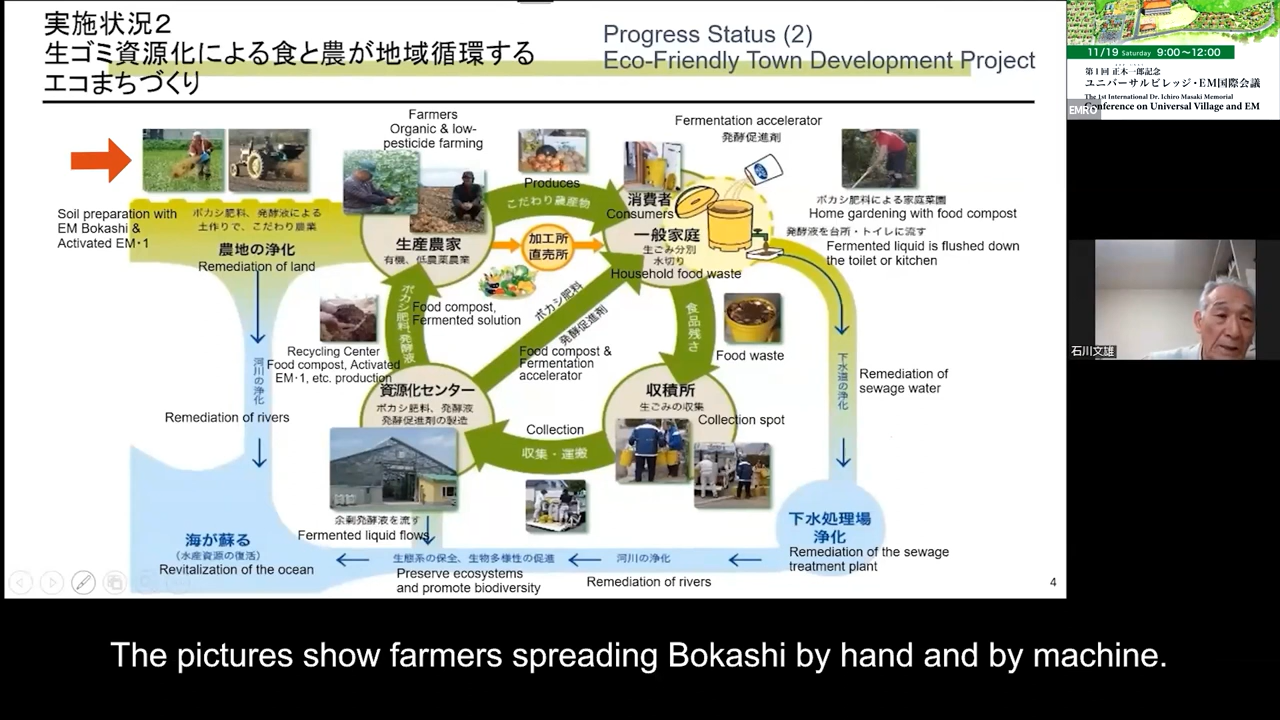 実施状況2
生ゴミ資源化による食と農が地域循環する
エコまちづくり
Progress Status (2)
Eco-Friendly Town Development Project
Farmers
Organic & low-
pesticide farming
Produces
こだわり農産物
Fermentation accelerator
発酵促進剤
Soil preparation with
EM Bokashi &
Activated EM・1
ボカシ肥料、発酵液による
土作りで、こだわり農業
農地の浄化
Remediation of land
生産農家
有機、低農薬農業
加工所
直売所
消費者
Consumers
一般家庭
生ごみ分別
水切り
Household food waste
ボカシ肥料による家庭菜園
Home gardening with food compost
発酵液を台所・トイレに流す
Fermented liquid is flushed down
the toilet or kitchen
ボカシ肥料、発酵液
Food compost,
Fermented solution
ボカシ肥料
発酵促進剤
Food compost &
Fermentation
accelerator
食品残さ
Food waste
Recycling Center
Food compost, Activated
EM・1, etc. production
河川の浄化
Remediation of rivers
下水道の浄化
Remediation of
sewage water
資源化センター
ボカシ肥料、発酵液
発酵促進剤の製造
収積所
生ごみの収集
Collection spot
Collection
収集・運搬
余剰発酵液を流す
Fermented liquid flows
海が蘇る
(水産資源の復活)
Revitalization of the ocean
生態系の保全、生物多様性の促進
Preserve ecosystems
and promote biodiversity
河川の浄化
Remediation of rivers
下水処理場
浄化
Remediation of the sewage
treatment plant
4
11/19 Saturday 9:00～12:00
第1回 正木一郎記念
ユニバーサルビレッジ・EM国際会議
The 1st International Dr. Ichiro Masaki Memorial
Conference on Universal Village and EM
EMRO
石川文雄
The pictures show farmers spreading Bokashi by hand and by machine.